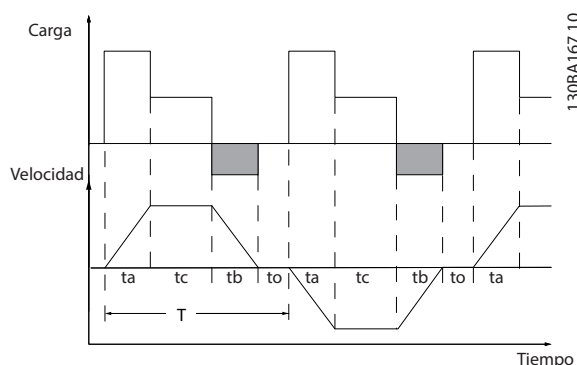 Carga
130BA167.10
Velocidad
ta tc tb to ta tc tb to ta
T
Tiempo